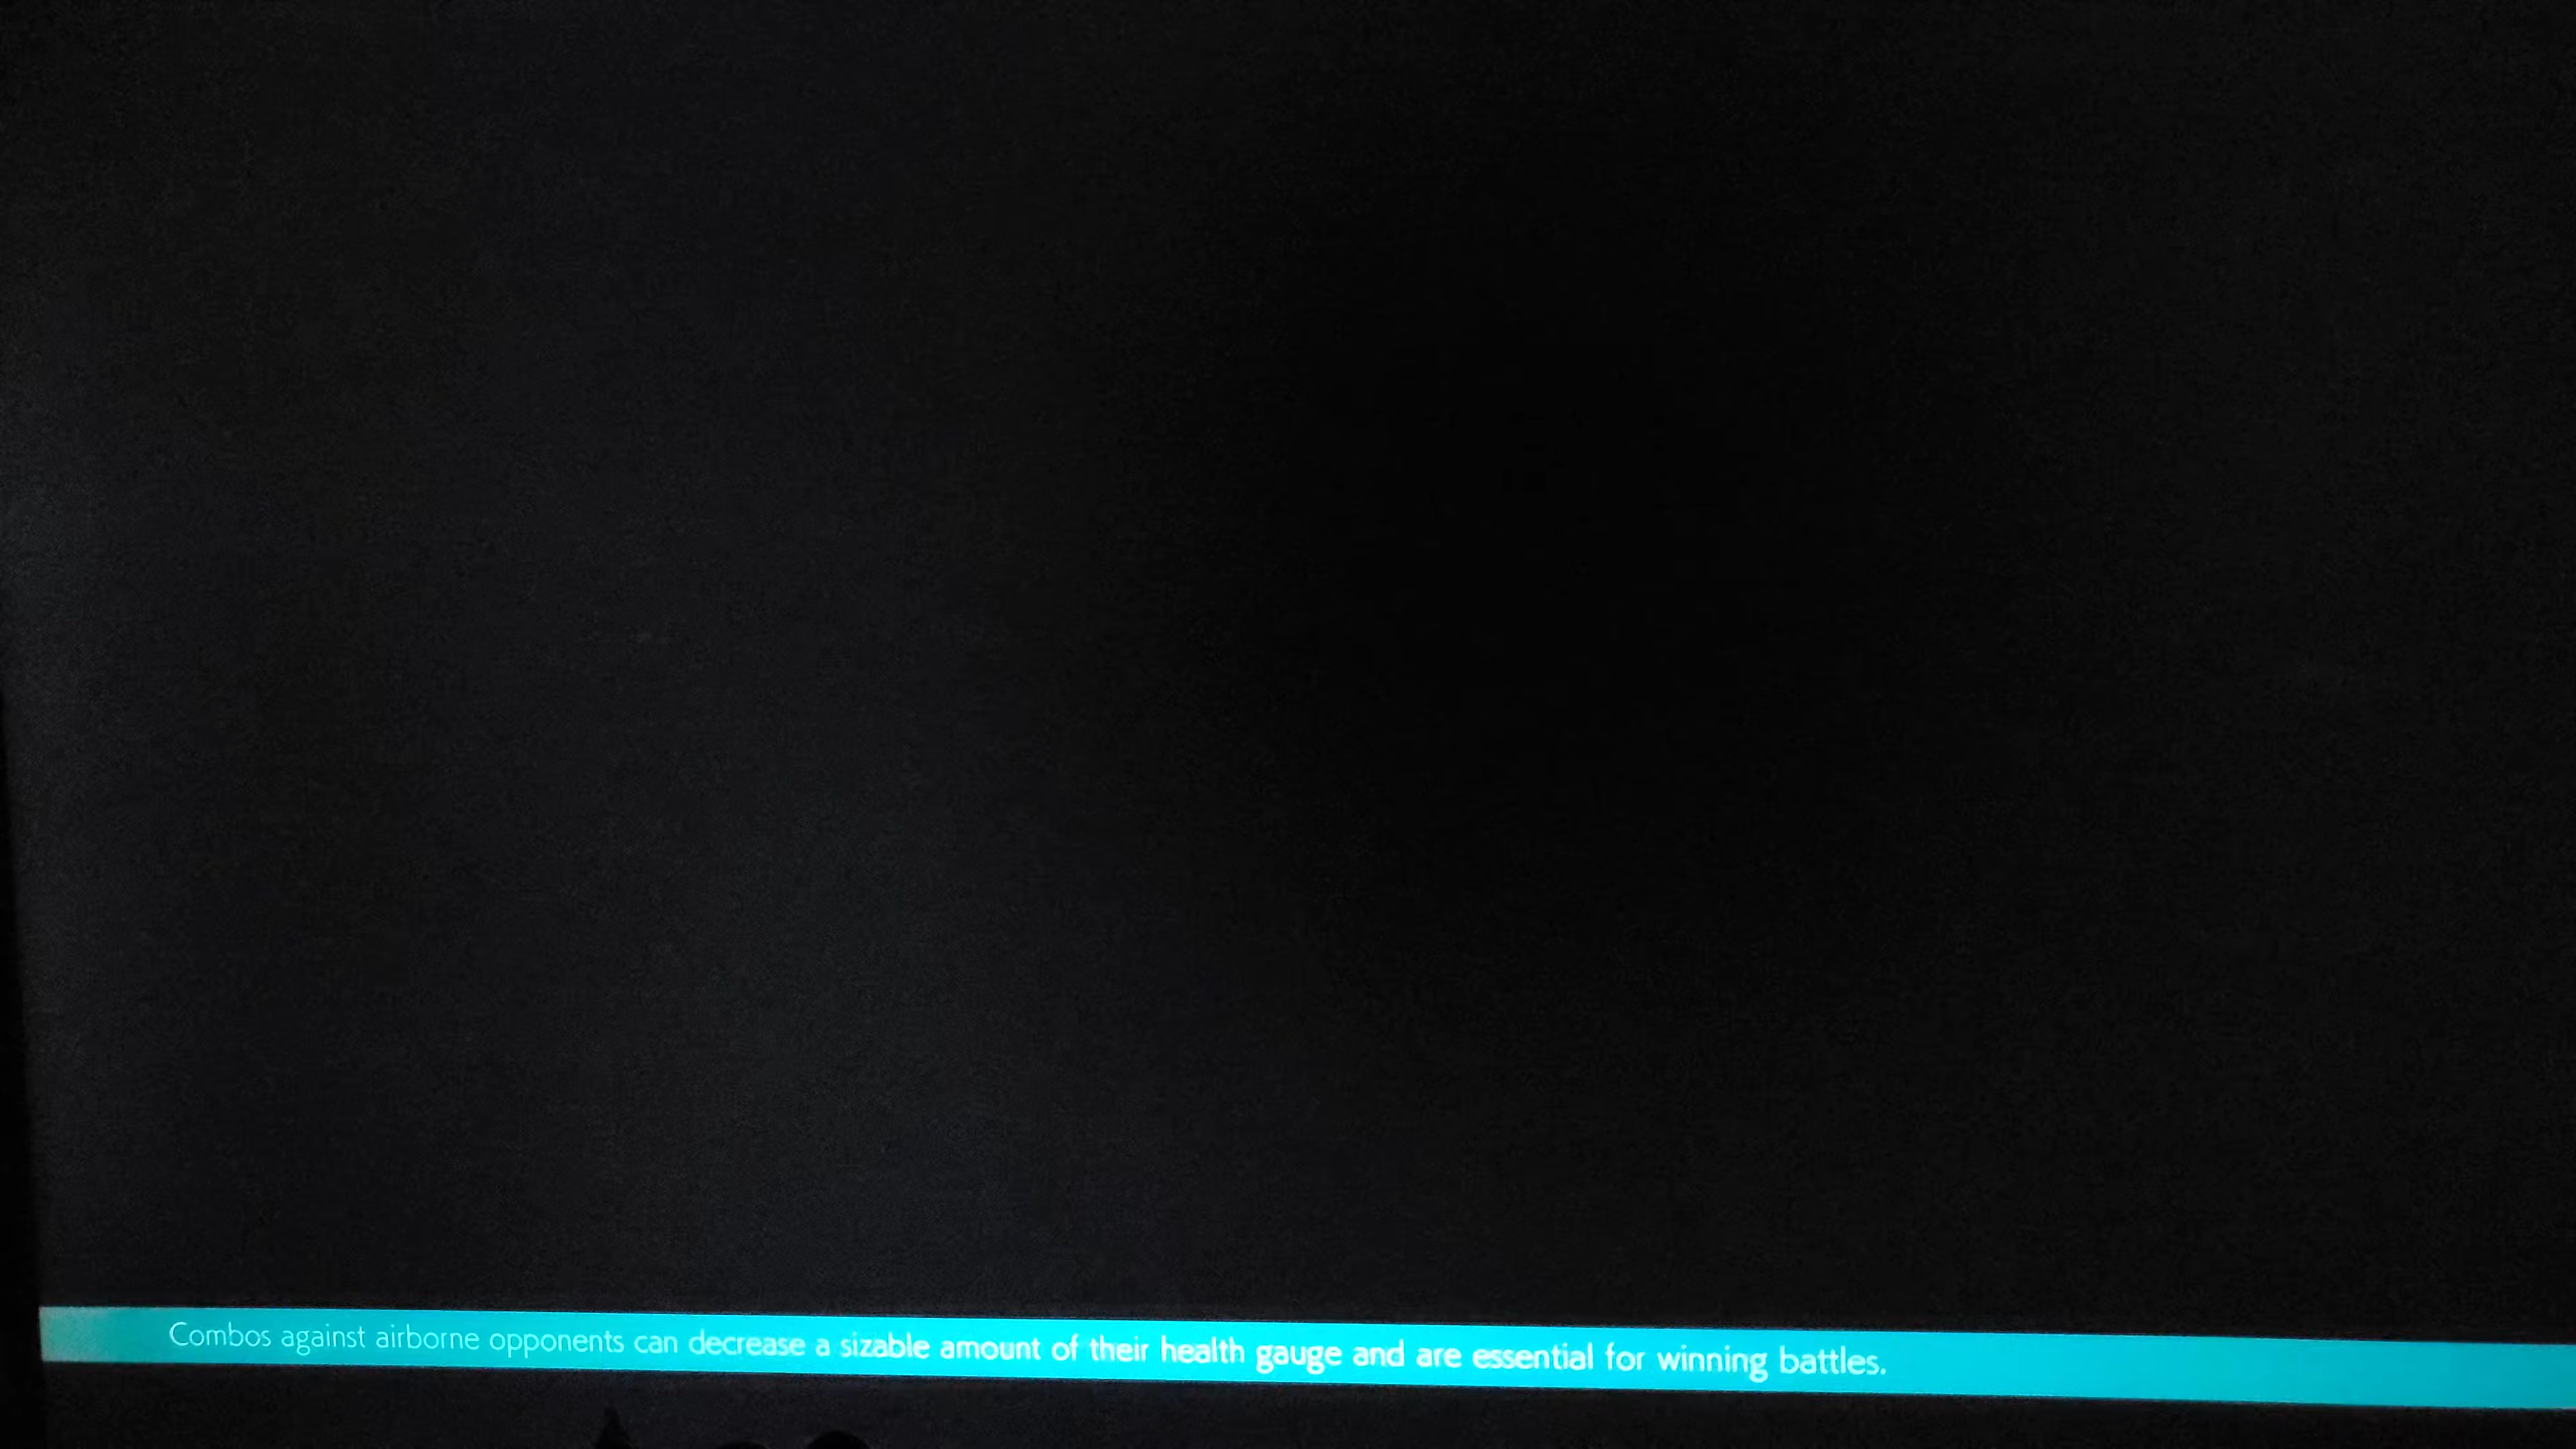 Combos against airborne opponents can decrease a sizable amount of their health gauge and are essential for winning battles.